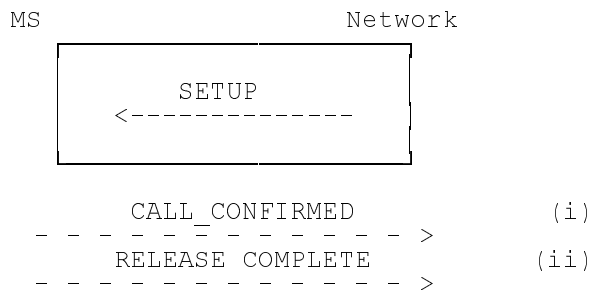 MS Network
SETUP
<--------------
CALL_CONFIRMED (i)
- - - - - - - - - - - - >
RELEASE COMPLETE (ii)
- - - - - - - - - - - - >